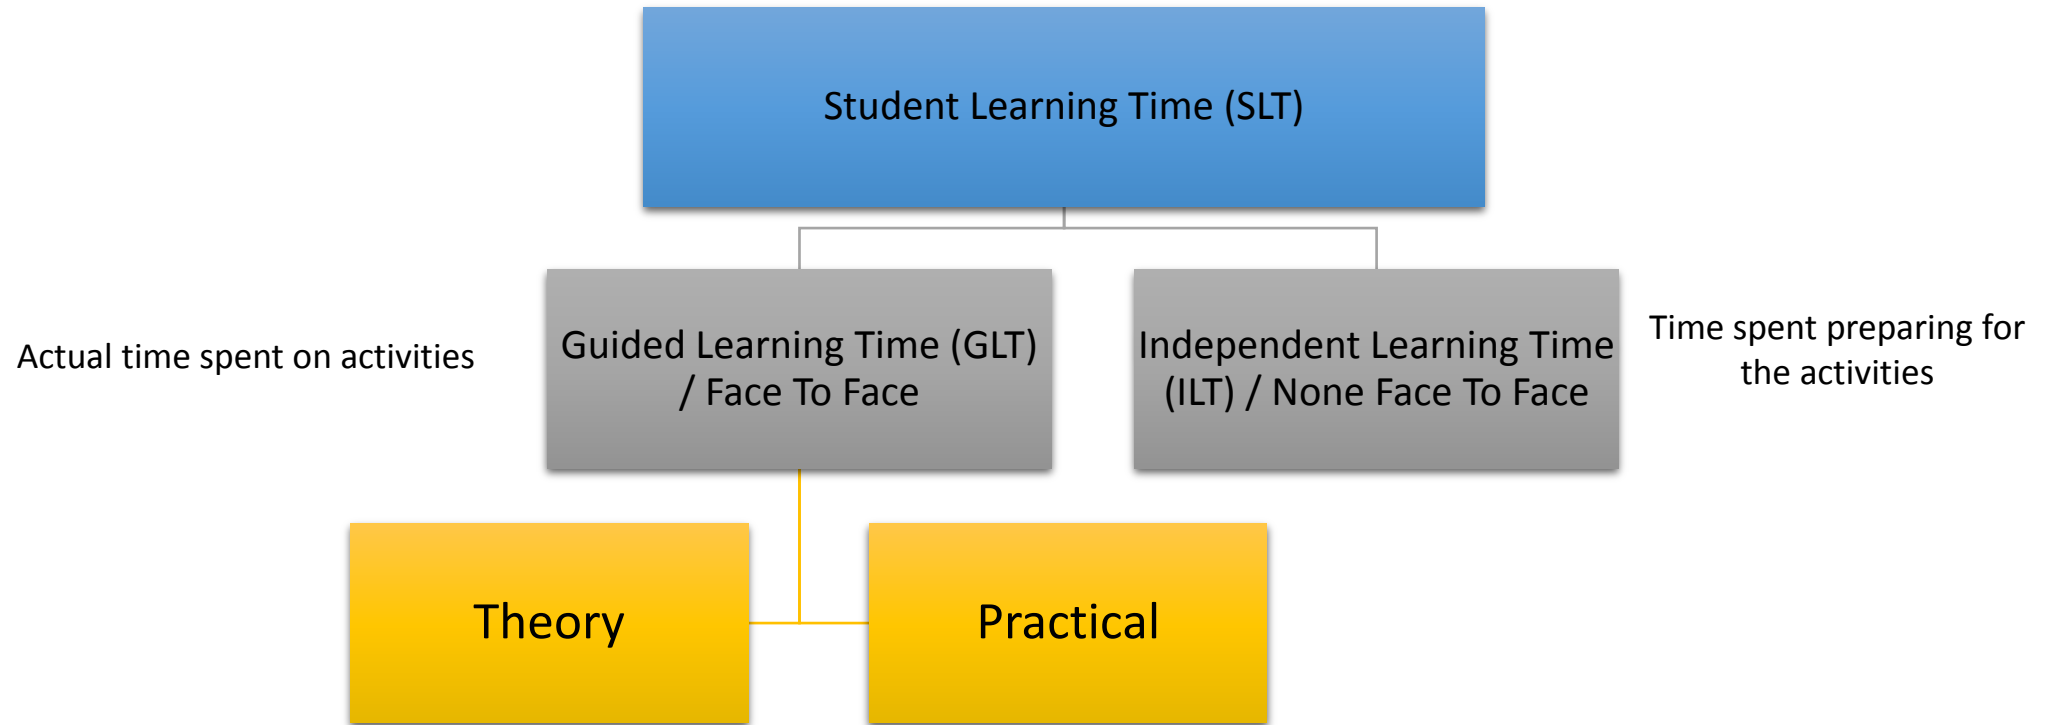 Student Learning Time (SLT)
Actual time spent on activities
Guided Learning Time (GLT)
/ Face To Face
Independent Learning Time
(ILT) / None Face To Face
Time spent preparing for
the activities
Theory
Practical